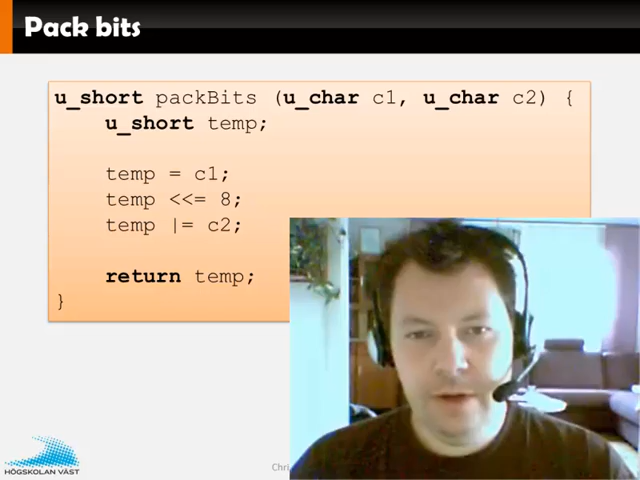 Pack bits
u_short packBits (u_char c1, u_char c2) {
u_short temp;
temp = c1;
temp <<= 8;
temp |= c2;
return temp;
}
HÖGSKOLAN VÄST
Chri